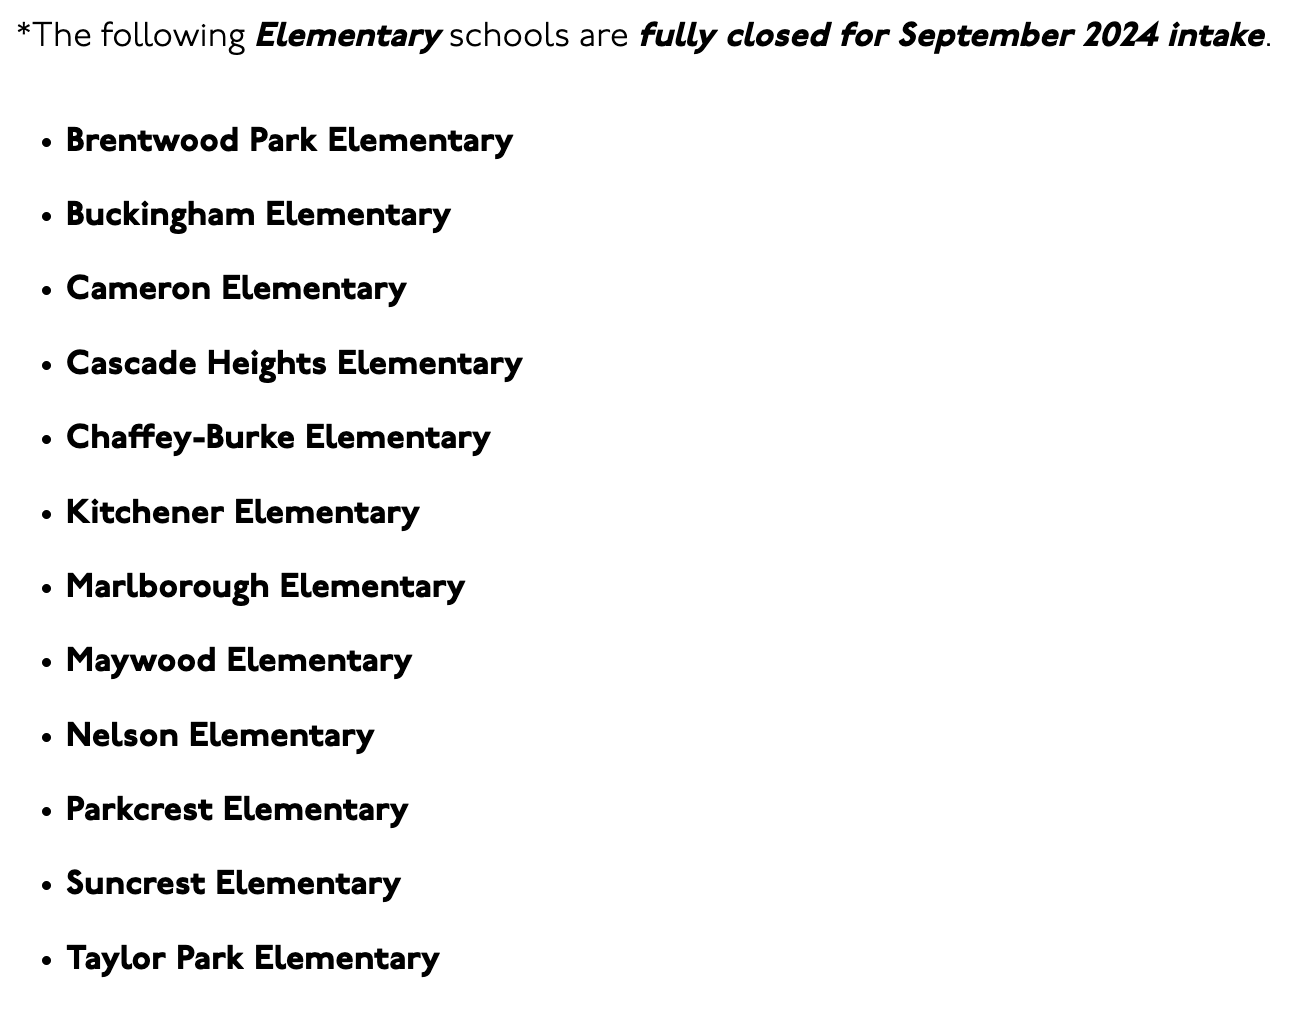 *The following Elementary schools are fully closed for September 2024 intake.
• Brentwood Park Elementary
• Buckingham Elementary
• Cameron Elementary
• Cascade Heights Elementary
• Chaffey-Burke Elementary
• Kitchener Elementary
• Marlborough Elementary
• Maywood Elementary
• Nelson Elementary
• Parkcrest Elementary
• Suncrest Elementary
• Taylor Park Elementary